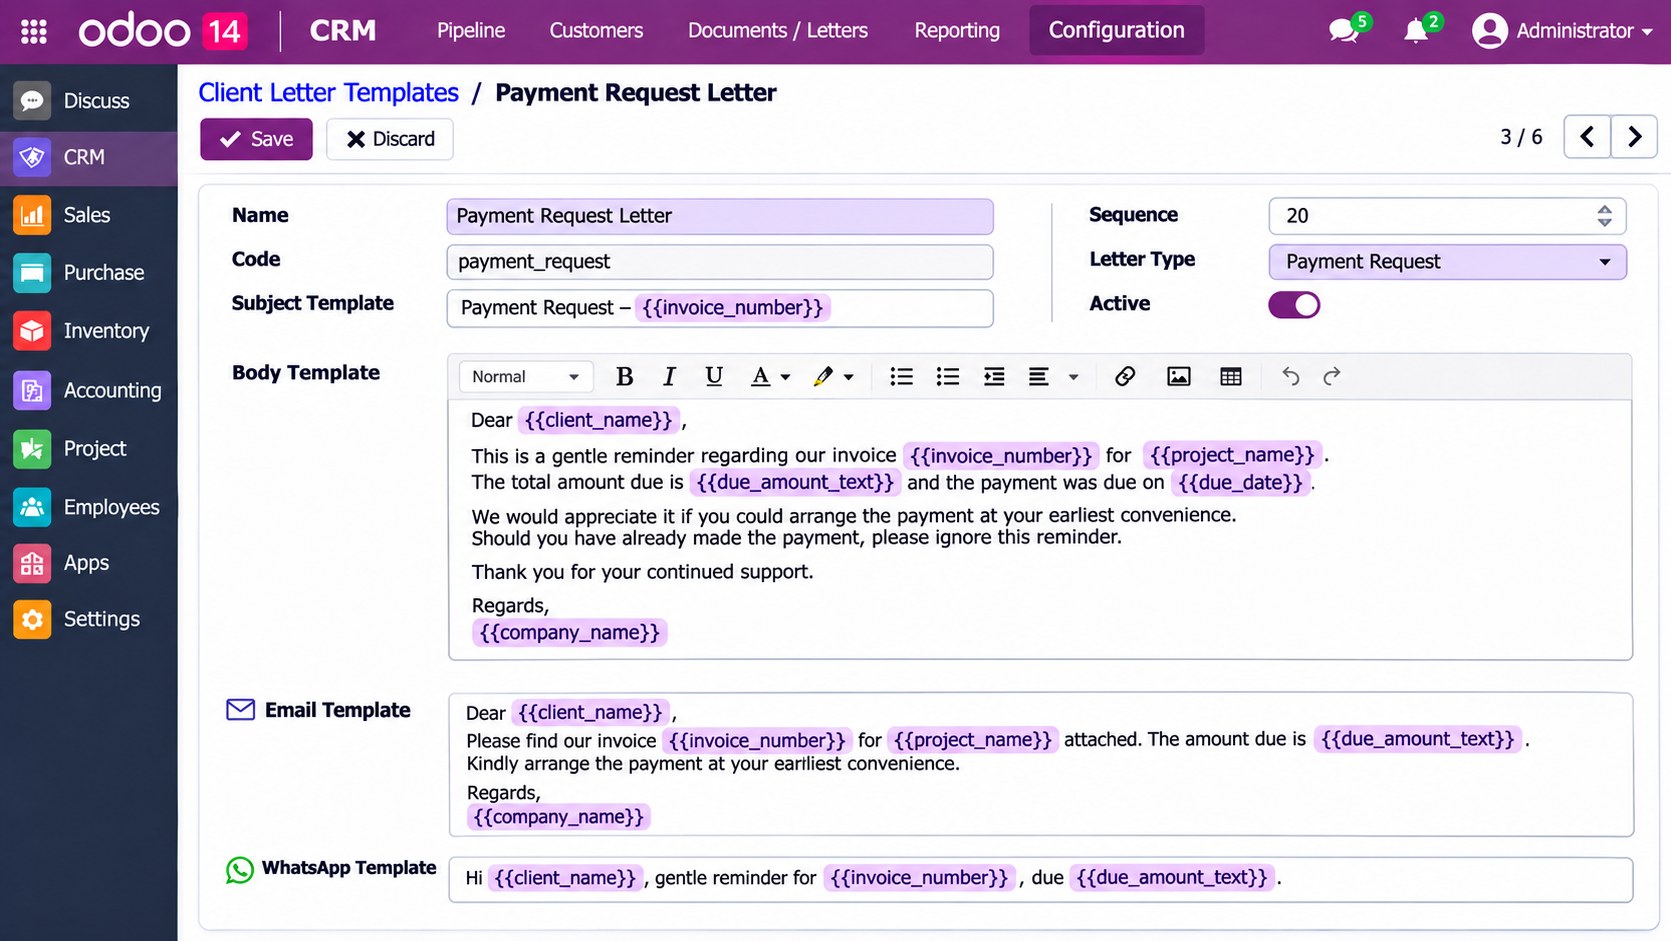 odoo 14 CRM Pipeline Customers Documents / Letters Reporting Configuration 5 2 Administrator
Discuss
CRM
Sales
Purchase
Inventory
Accounting
Project
Employees
Apps
Settings
Client Letter Templates / Payment Request Letter
Save Discard 3 / 6
Name Payment Request Letter
Code payment_request
Subject Template Payment Request – {{invoice_number}}
Sequence 20
Letter Type Payment Request
Active
Body Template Normal B I U A
Dear {{client_name}},
This is a gentle reminder regarding our invoice {{invoice_number}} for {{project_name}}.
The total amount due is {{due_amount_text}} and the payment was due on {{due_date}}.
We would appreciate it if you could arrange the payment at your earliest convenience.
Should you have already made the payment, please ignore this reminder.
Thank you for your continued support.
Regards,
{{company_name}}
Email Template
Dear {{client_name}},
Please find our invoice {{invoice_number}} for {{project_name}} attached. The amount due is {{due_amount_text}}.
Kindly arrange the payment at your eariliest convenience.
Regards,
{{company_name}}
WhatsApp Template
Hi {{client_name}}, gentle reminder for {{invoice_number}}, due {{due_amount_text}}.